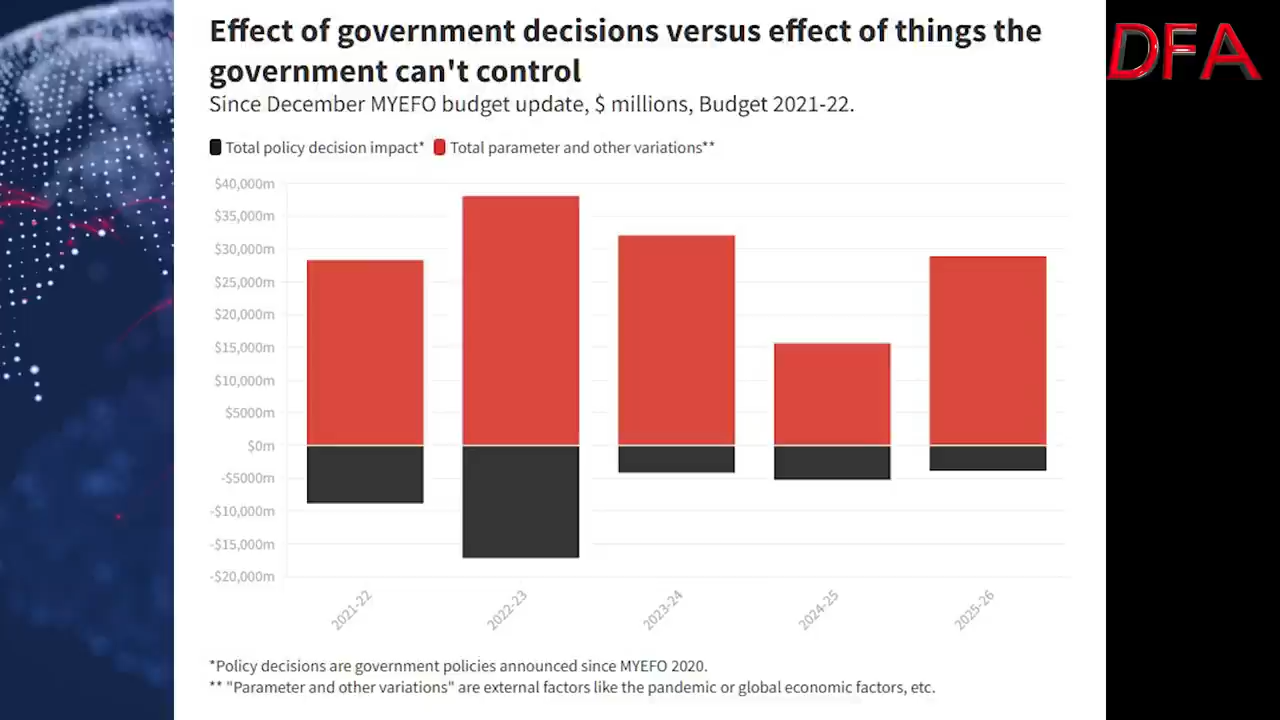 Effect of government decisions versus effect of things the
government can't control
Since December MYEFO budget update, $ millions, Budget 2021-22.
Total policy decision impact* Total parameter and other variations**
$40,000m
$35,000m
$30,000m
$25,000m
$20,000m
$15,000m
$10,000m
$5000m
$0m
-$5000m
-$10,000m
-$15,000m
-$20,000m
2021-22
2022-23
2023-24
2024-25
2025-26
*Policy decisions are government policies announced since MYEFO 2020.
** "Parameter and other variations" are external factors like the pandemic or global economic factors, etc.
DFA